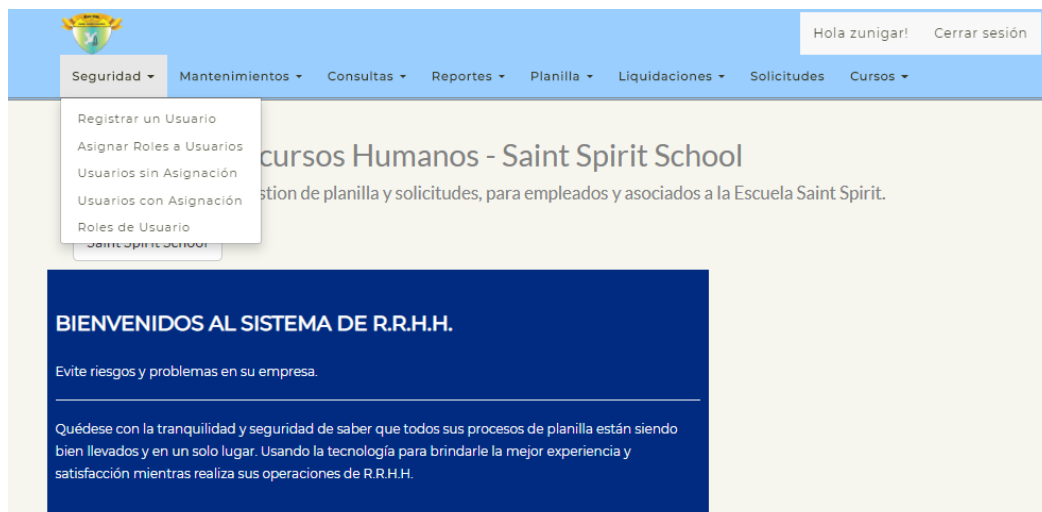 Hola zunigar! Cerrar sesión
Seguridad Mantenimientos Consultas Reportes Planilla Liquidaciones Solicitudes Cursos
Registrar un Usuario
Asignar Roles a Usuarios
Usuarios sin Asignación
Usuarios con Asignación
Roles de Usuario
Humanos - Saint Spirit School
de planilla y solicitudes, para empleados y asociados a la Escuela Saint Spirit.
Saint Spirit School
BIENVENIDOS AL SISTEMA DE R.R.H.H.
Evite riesgos y problemas en su empresa.
Quédese con la tranquilidad y seguridad de saber que todos sus procesos de planilla están siendo
bien llevados y en un solo lugar. Usando la tecnología para brindarle la mejor experiencia y
satisfacción mientras realiza sus operaciones de R.R.H.H.